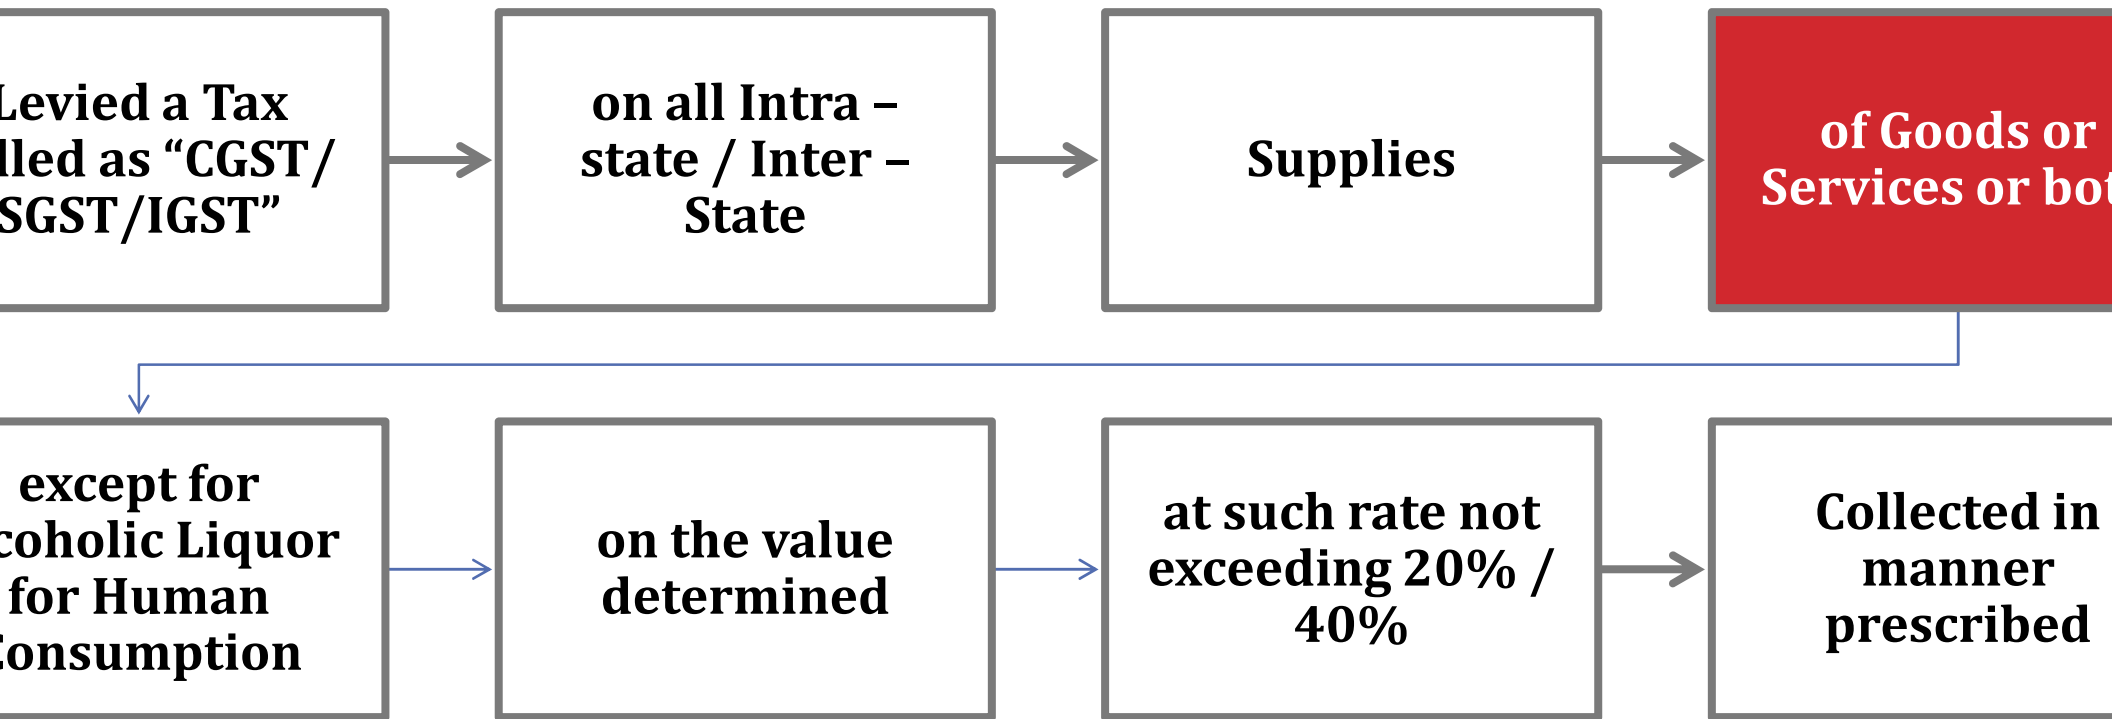 Levied a Tax
lled as “CGST/
SGST/IGST”
on all Intra –
state / Inter –
State
Supplies
of Goods or
Services or bot
except for
coholic Liquor
for Human
Consumption
on the value
determined
at such rate not
exceeding 20% /
40%
Collected in
manner
prescribed